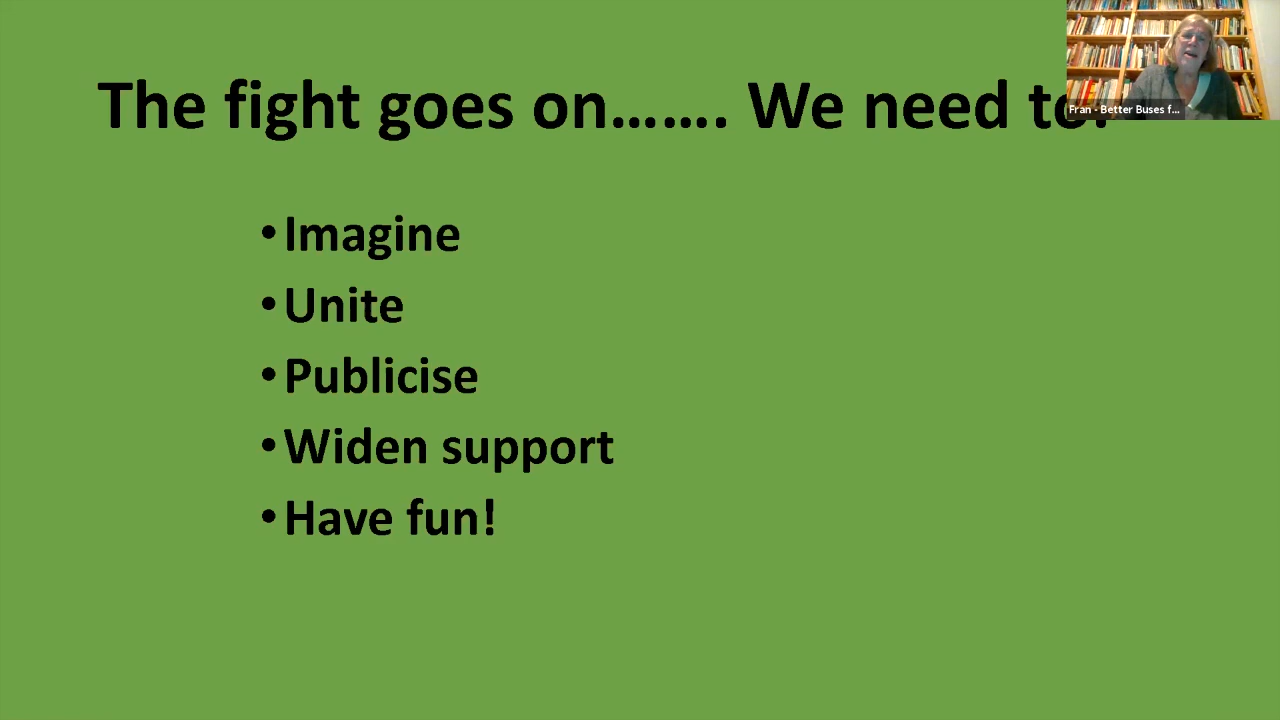 The fight goes on……. We need to:
• Imagine
• Unite
• Publicise
• Widen support
• Have fun!
Fran - Better Buses f...